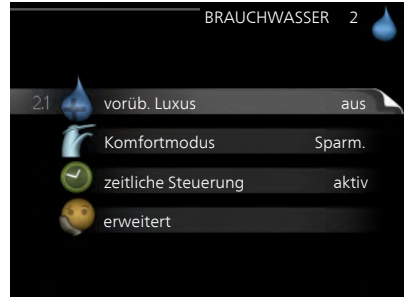 BRAUCHWASSER 2
2.1 vorüb. Luxus aus
Komfortmodus Sparm.
zeitliche Steuerung aktiv
erweitert